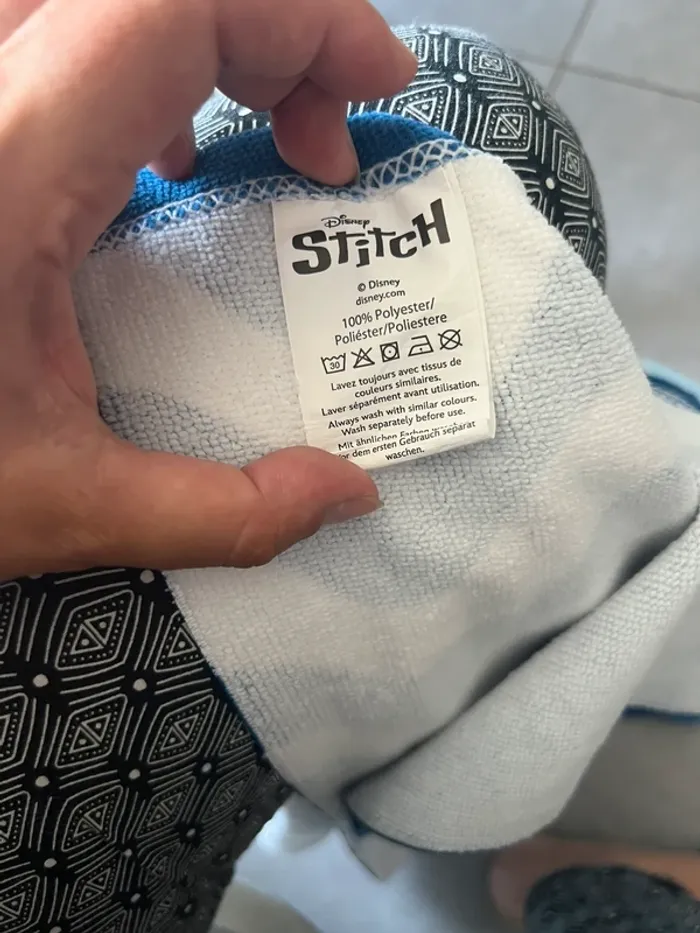 Disney
STITCH
© Disney
disney.com
100% Polyester/
Poliéster/Poliestere
30
Lavez toujours avec tissus de
couleurs similaires.
Laver séparément avant utilisation.
Always wash with similar colours.
Wash separately before use.
Mit ähnlichen Farben
vor dem ersten Gebrauch separat
waschen.